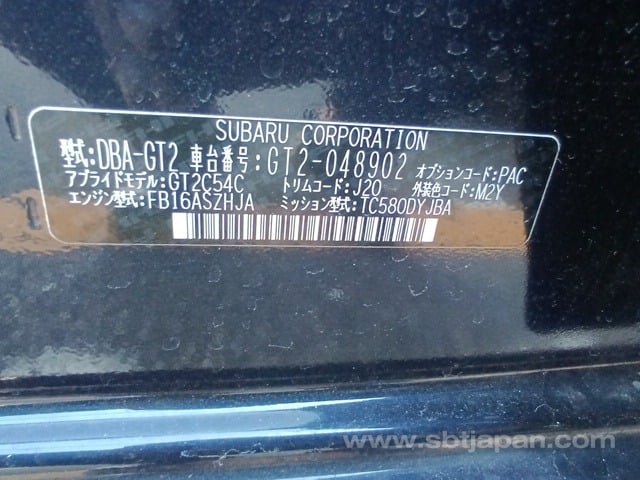 SUBARU CORPORATION
型式:DBA-GT2 車台番号:GT2-048902 オプションコード:PAC
アプライドモデル:GT2C54C トリムコード:J20 外装色コード:M2Y
エンジン型式:FB16ASZHJA ミッション型式:TC580DYJBA
www.sbtjapan.com